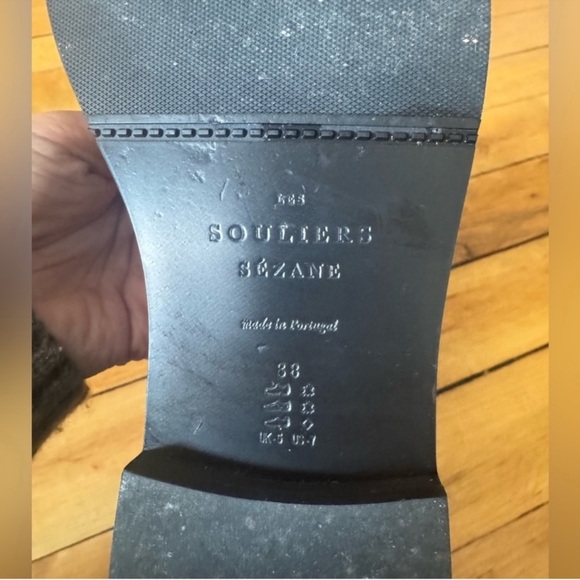 LES
SOULIERS
SÉZANE
Made in Portugal
38
UK-5 US-7